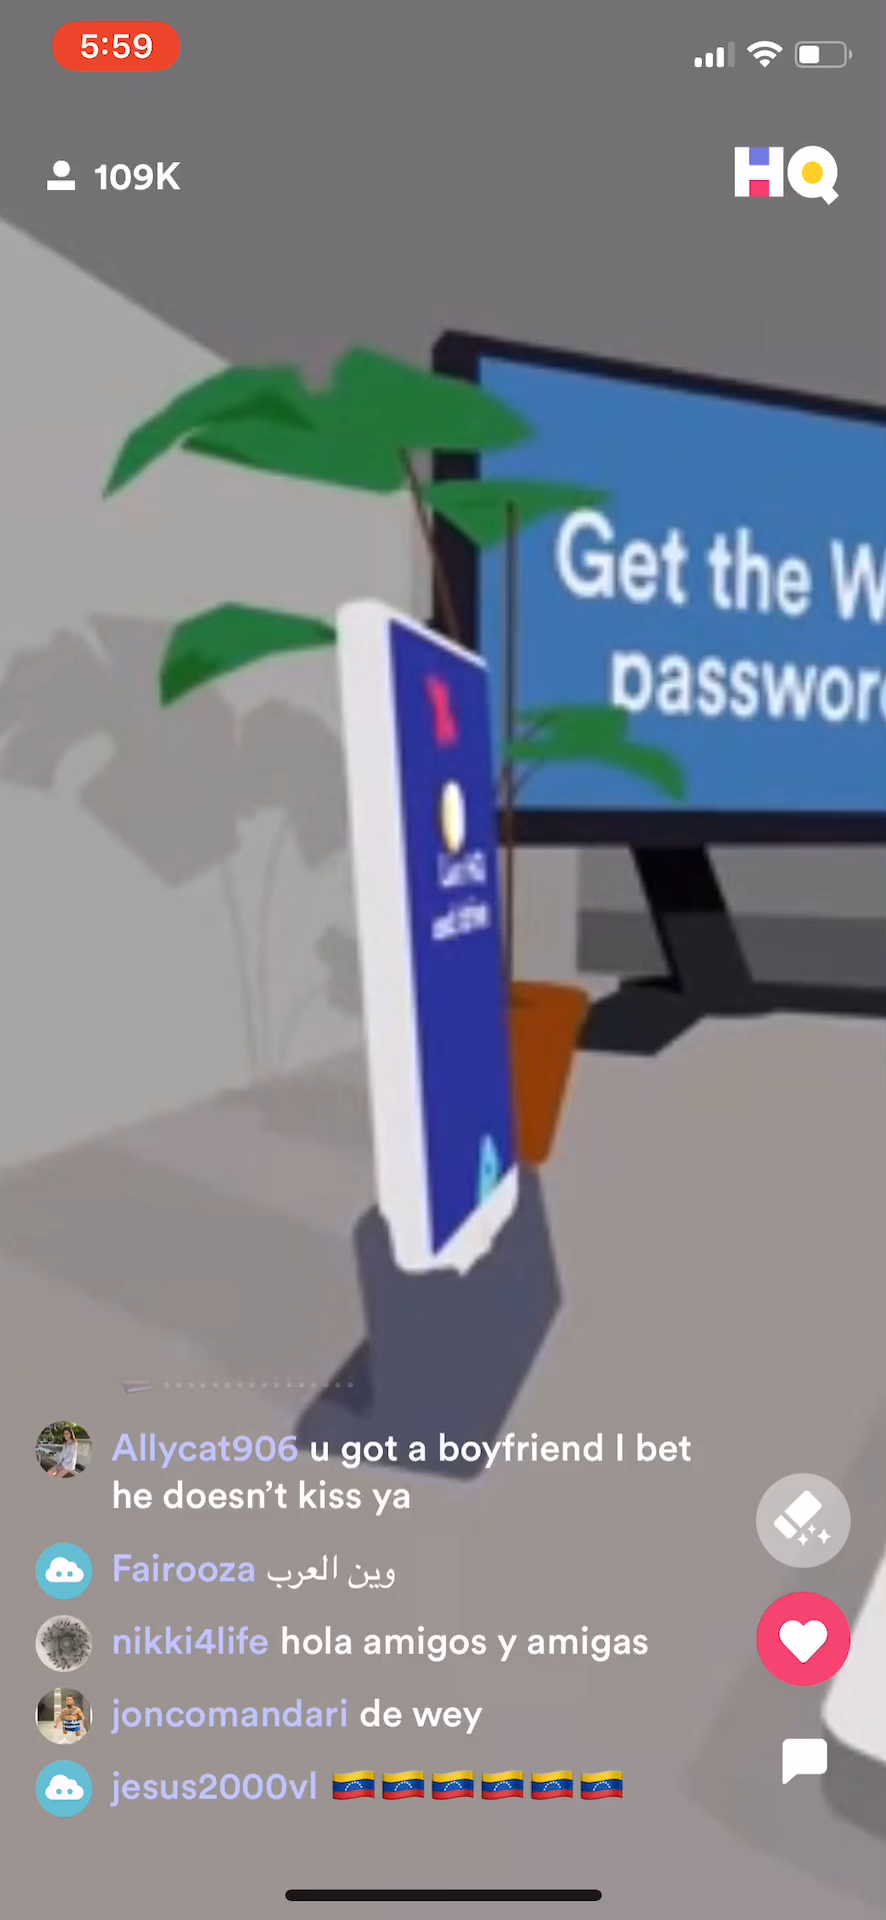 5:59
109K
HQ
Get the W
passwor
Allycat906 u got a boyfriend I bet
he doesn’t kiss ya
Fairooza وين العرب
nikki4life hola amigos y amigas
joncomandari de wey
jesus2000vl 🇻🇪🇻🇪🇻🇪🇻🇪🇻🇪🇻🇪